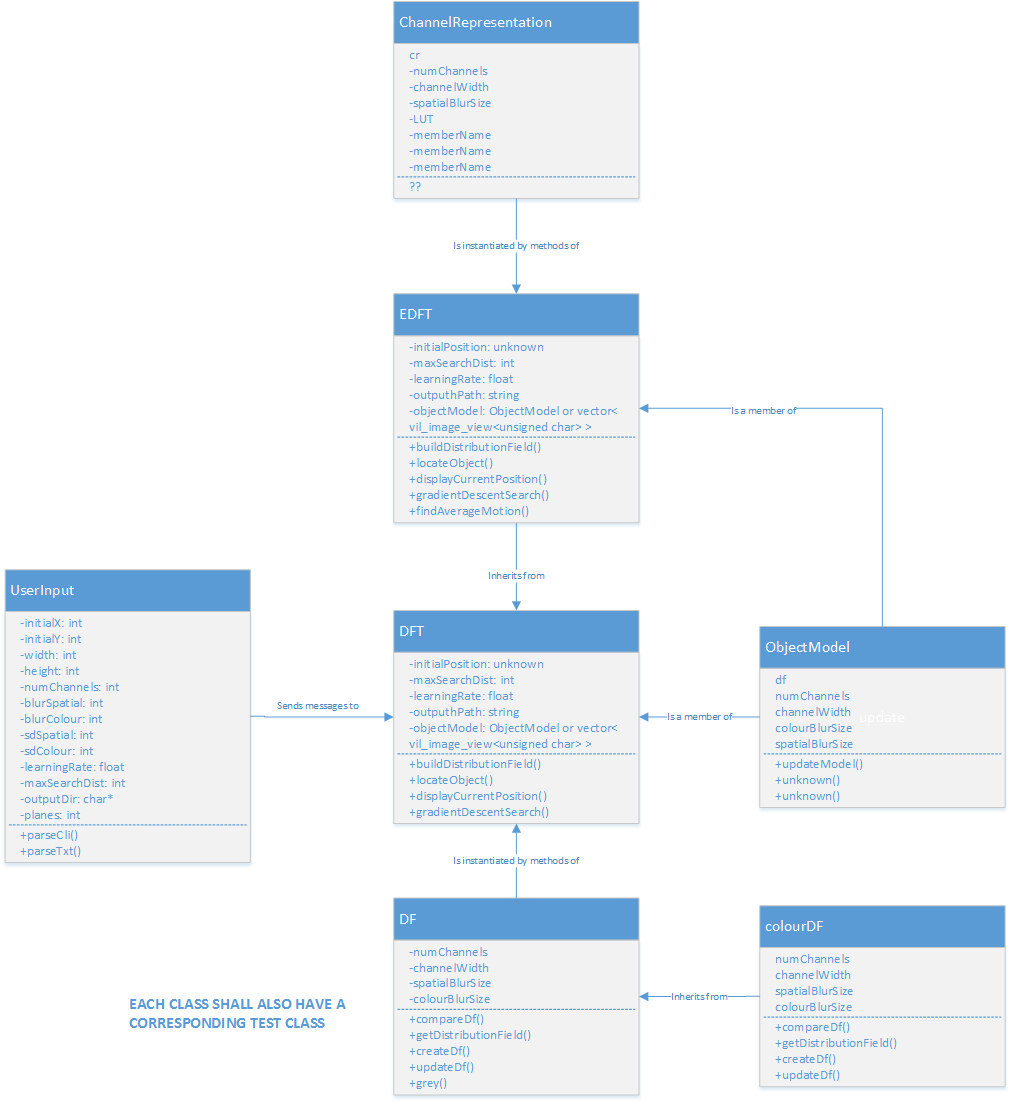 ChannelRepresentation
cr
-numChannels
-channelWidth
-spatialBlurSize
-LUT
-memberName
-memberName
-memberName
??
Is instantiated by methods of
EDFT
-initialPosition: unknown
-maxSearchDist: int
-learningRate: float
-outputhPath: string
-objectModel: ObjectModel or vector<
vil_image_view<unsigned char> >
+buildDistributionField()
+locateObject()
+displayCurrentPosition()
+gradientDescentSearch()
+findAverageMotion()
Is a member of
Inherits from
UserInput
-initialX: int
-initialY: int
-width: int
-height: int
-numChannels: int
-blurSpatial: int
-blurColour: int
-sdSpatial: int
-sdColour: int
-learningRate: float
-maxSearchDist: int
-outputDir: char*
-planes: int
+parseCli()
+parseTxt()
Sends messages to
DFT
-initialPosition: unknown
-maxSearchDist: int
-learningRate: float
-outputhPath: string
-objectModel: ObjectModel or vector<
vil_image_view<unsigned char> >
+buildDistributionField()
+locateObject()
+displayCurrentPosition()
+gradientDescentSearch()
Is a member of
ObjectModel
df
numChannels
channelWidth
update
colourBlurSize
spatialBlurSize
+updateModel()
+unknown()
+unknown()
Is instantiated by methods of
DF
-numChannels
-channelWidth
-spatialBlurSize
-colourBlurSize
+compareDf()
+getDistributionField()
+createDf()
+updateDf()
+grey()
Inherits from
colourDF
numChannels
channelWidth
spatialBlurSize
colourBlurSize
+compareDf()
+getDistributionField()
+createDf()
+updateDf()
EACH CLASS SHALL ALSO HAVE A
CORRESPONDING TEST CLASS